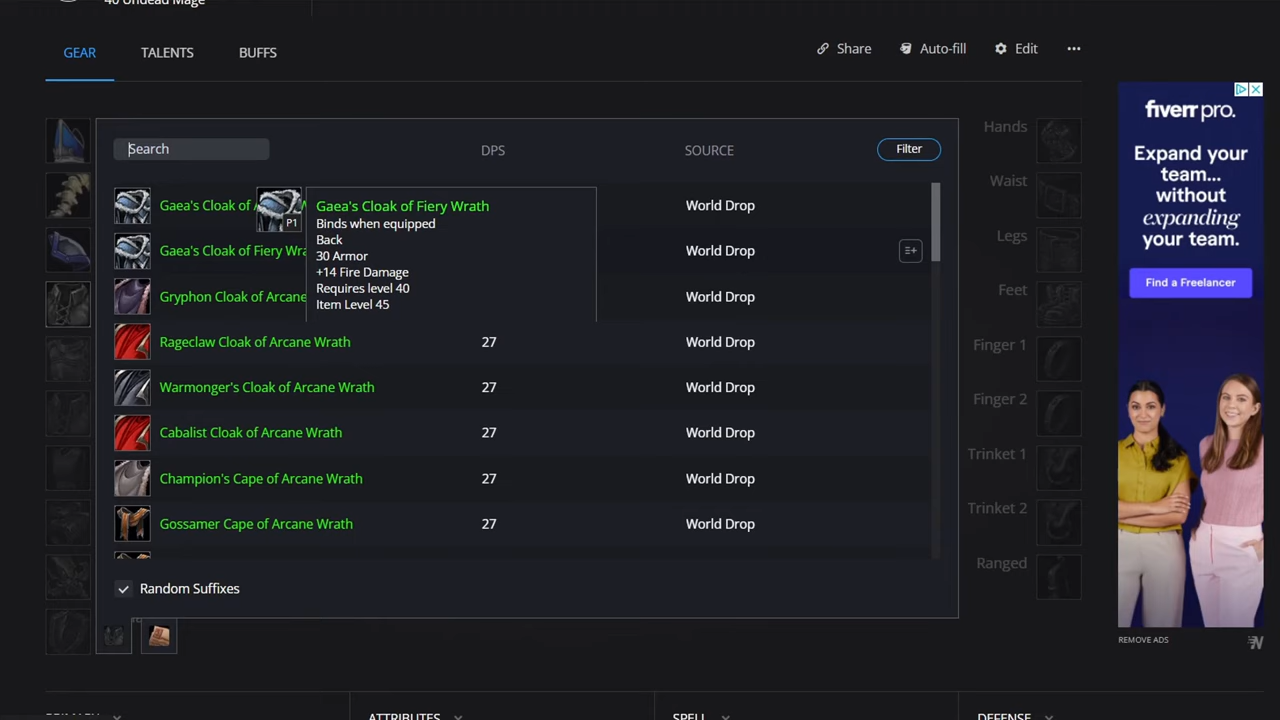 40 Undead Mage
GEAR
TALENTS
BUFFS
Share
Auto-fill
Edit
Search
DPS
SOURCE
Filter
Gaea's Cloak of
World Drop
Gaea's Cloak of Fiery Wra
World Drop
Gryphon Cloak of Arcane
World Drop
P1
Gaea's Cloak of Fiery Wrath
Binds when equipped
Back
30 Armor
+14 Fire Damage
Requires level 40
Item Level 45
Rageclaw Cloak of Arcane Wrath
27
World Drop
Warmonger's Cloak of Arcane Wrath
27
World Drop
Cabalist Cloak of Arcane Wrath
27
World Drop
Champion's Cape of Arcane Wrath
27
World Drop
Gossamer Cape of Arcane Wrath
27
World Drop
Random Suffixes
Hands
Waist
Legs
Feet
Finger 1
Finger 2
Trinket 1
Trinket 2
Ranged
fiverr pro.
Expand your
team...
without
expanding
your team.
Find a Freelancer
REMOVE ADS
ATTRIBUTES
SPELL
DEFENSE